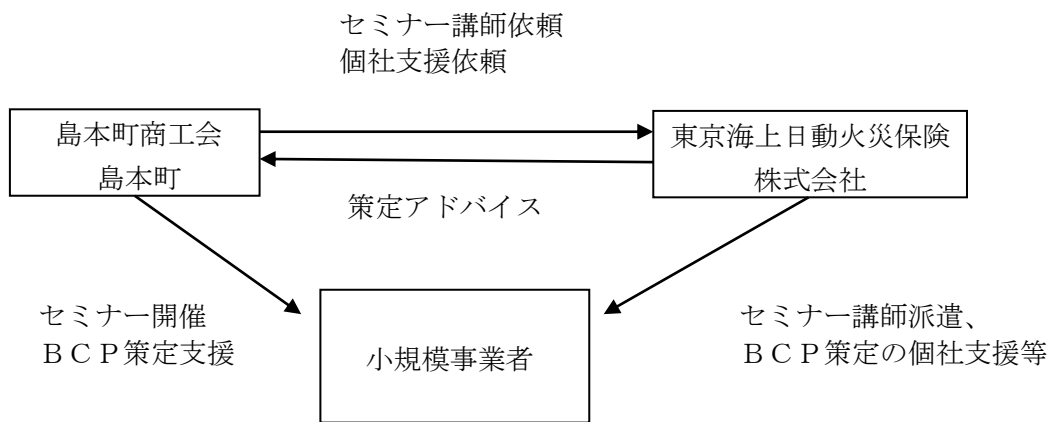 セミナー講師依頼
個社支援依頼
島本町商工会
島本町
東京海上日動火災保険
株式会社
策定アドバイス
セミナー開催
ＢＣＰ策定支援
小規模事業者
セミナー講師派遣、
ＢＣＰ策定の個社支援等